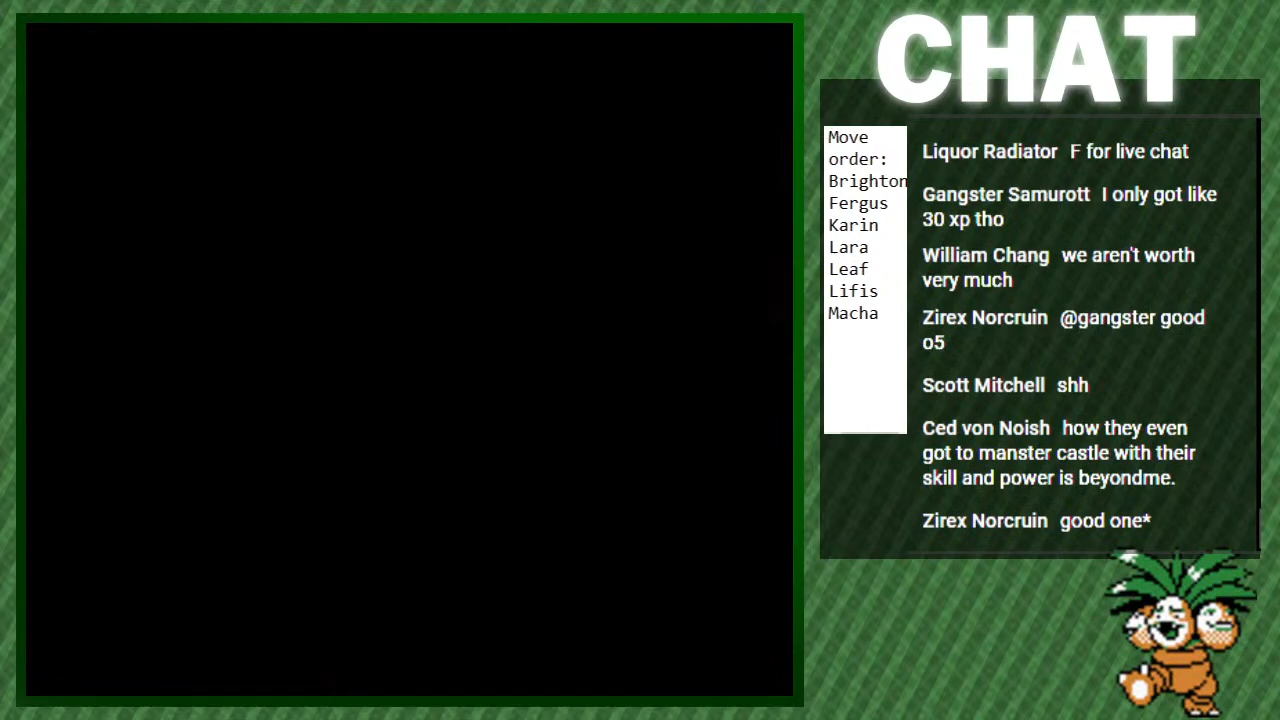 CHAT
Move
order:
Brighton
Fergus
Karin
Lara
Leaf
Lifis
Macha
Liquor Radiator F for live chat
Gangster Samurott I only got like
30 xp tho
William Chang we aren't worth
very much
Zirex Norcruin @gangster good
o5
Scott Mitchell shh
Ced von Noish how they even
got to manster castle with their
skill and power is beyondme.
Zirex Norcruin good one*